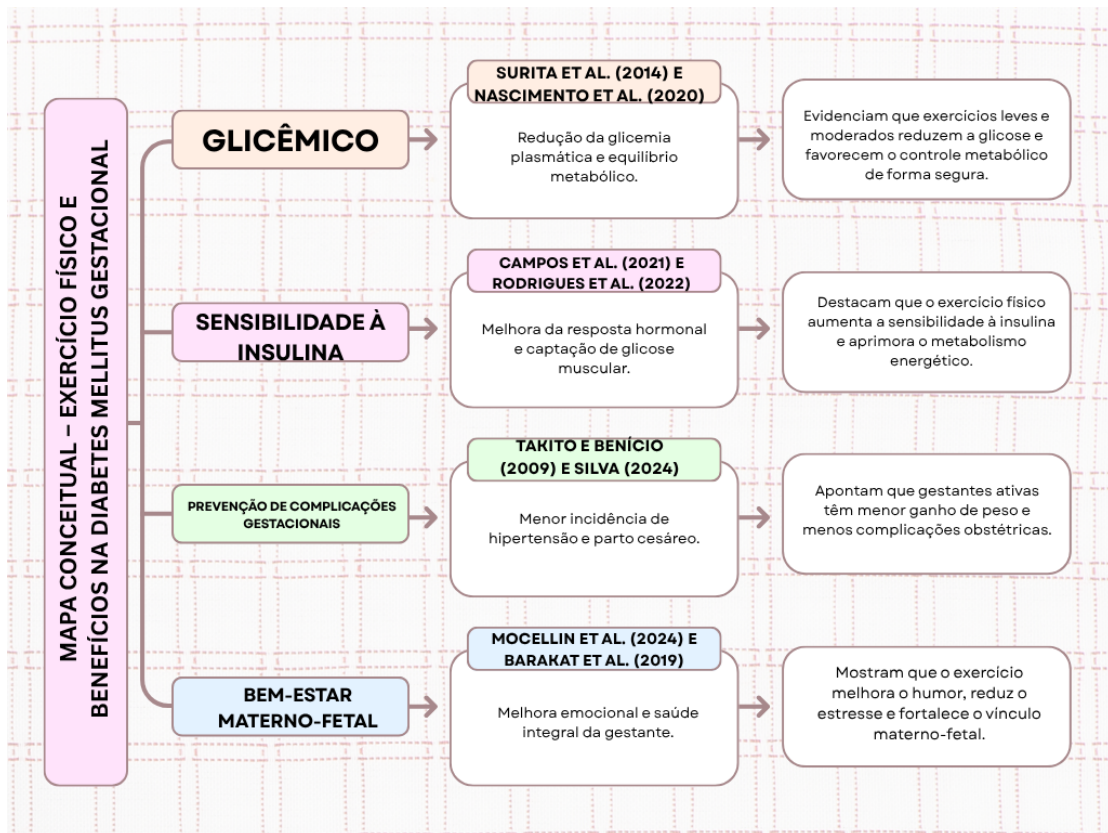 MAPA CONCEITUAL – EXERCÍCIO FÍSICO E
BENEFÍCIOS NA DIABETES MELLITUS GESTACIONAL
GLICÊMICO
SURITA ET AL. (2014) E
NASCIMENTO ET AL. (2020)
Redução da glicemia
plasmática e equilíbrio
metabólico.
Evidenciam que exercícios leves e
moderados reduzem a glicose e
favorecem o controle metabólico
de forma segura.
SENSIBILIDADE À
INSULINA
CAMPOS ET AL. (2021) E
RODRIGUES ET AL. (2022)
Melhora da resposta hormonal
e captação de glicose
muscular.
Destacam que o exercício físico
aumenta a sensibilidade à insulina
e aprimora o metabolismo
energético.
PREVENÇÃO DE COMPLICAÇÕES
GESTACIONAIS
TAKITO E BENÍCIO
(2009) E SILVA (2024)
Menor incidência de
hipertensão e parto cesáreo.
Apontam que gestantes ativas
têm menor ganho de peso e
menos complicações obstétricas.
BEM-ESTAR
MATERNO-FETAL
MOCELLIN ET AL. (2024) E
BARAKAT ET AL. (2019)
Melhora emocional e saúde
integral da gestante.
Mostram que o exercício
melhora o humor, reduz o
estresse e fortalece o vínculo
materno-fetal.